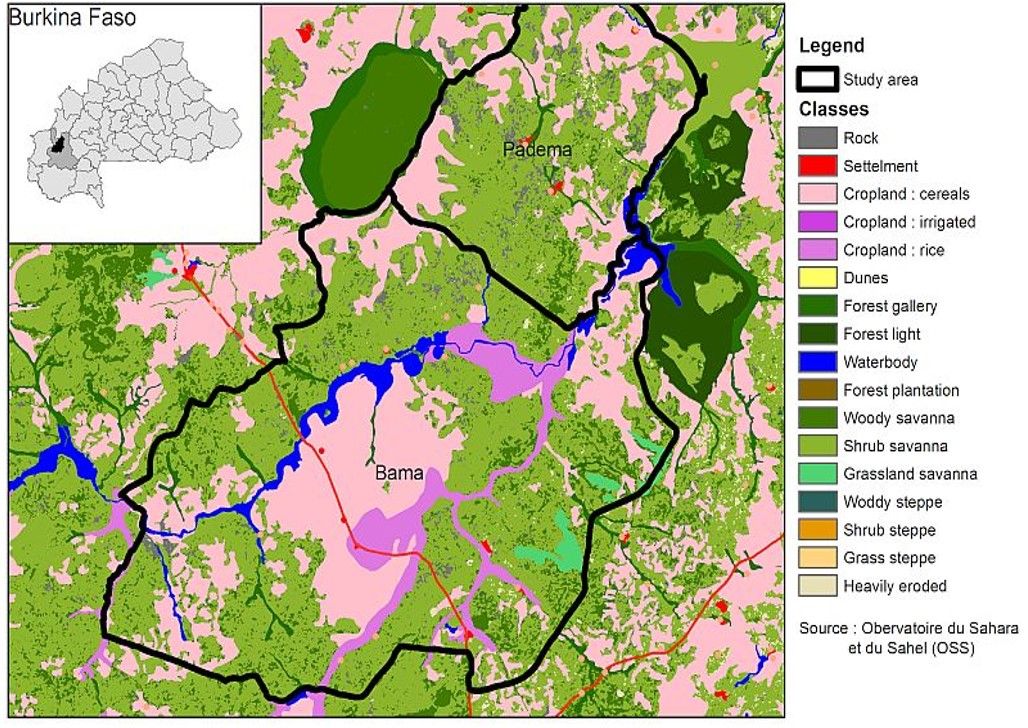 Burkina Faso
Padema
Bama
Legend
Study area
Classes
Rock
Settelment
Cropland : cereals
Cropland : irrigated
Cropland : rice
Dunes
Forest gallery
Forest light
Waterbody
Forest plantation
Woody savanna
Shrub savanna
Grassland savanna
Woddy steppe
Shrub steppe
Grass steppe
Heavily eroded
Source : Obervatoire du Sahara
et du Sahel (OSS)